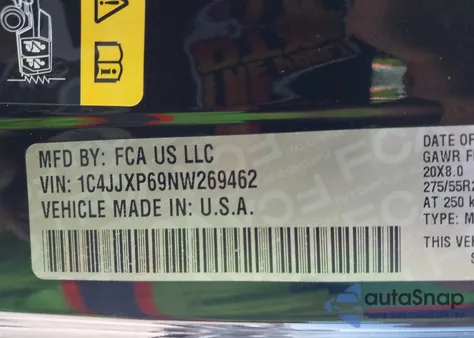 MFD BY: FCA US LLC
VIN: 1C4JJXP69NW269462
VEHICLE MADE IN: U.S.A.
DATE OF
GAWR F
20X8.0
275/55R2
AT 250 k
TYPE: M
THIS VEH
S
autoSnap